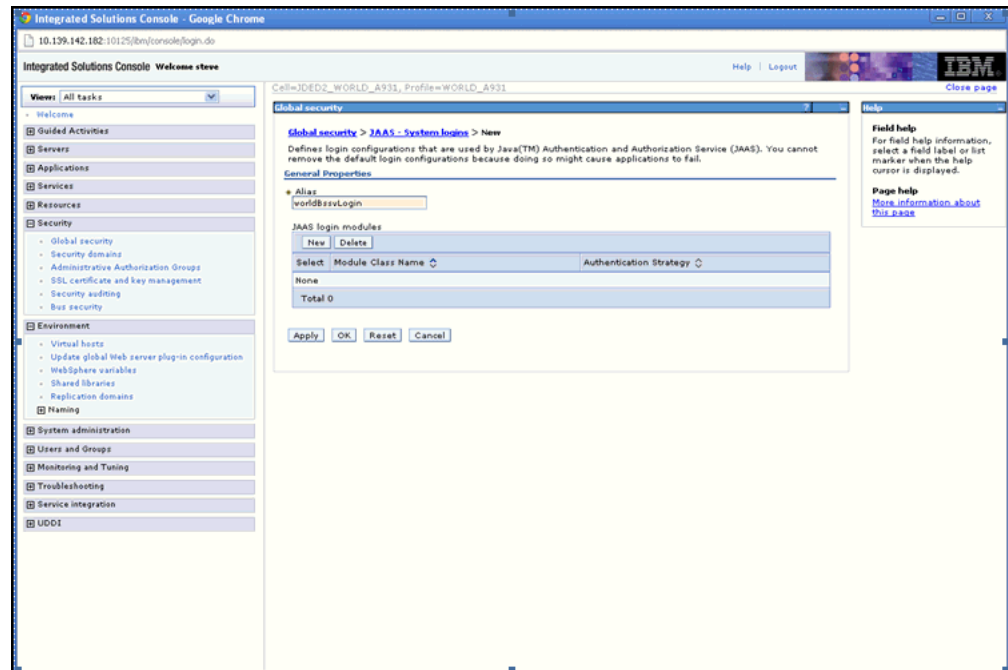 Integrated Solutions Console - Google Chrome
10.139.142.182:10125/ibm/console/login.do
Integrated Solutions Console Welcome steve
Help | Logout
IBM.
View: All tasks
Welcome
Guided Activities
Servers
Applications
Services
Resources
Security
Global security
Security domains
Administrative Authorization Groups
SSL certificate and key management
Security auditing
Bus security
Environment
Virtual hosts
Update global Web server plug-in configuration
WebSphere variables
Shared libraries
Replication domains
Naming
System administration
Users and Groups
Monitoring and Tuning
Troubleshooting
Service integration
UDDI
Cell=JDED2_WORLD_A931, Profile=WORLD_A931
Close page
Global security
?
Global security > JAAS - System logins > New
Defines login configurations that are used by Java(TM) Authentication and Authorization Service (JAAS). You cannot
remove the default login configurations because doing so might cause applications to fail.
General Properties
Alias
worldBssvLogin
JAAS login modules
New Delete
Select Module Class Name Authentication Strategy
None
Total 0
Apply OK Reset Cancel
Help
Field help
For field help information,
select a field label or list
marker when the help
cursor is displayed.
Page help
More information about
this page